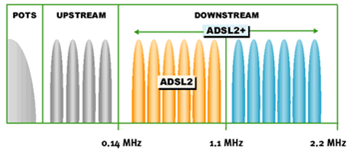 POTS UPSTREAM DOWNSTREAM
ADSL2+
ADSL2
0.14 MHz 1.1 MHz 2.2 MHz